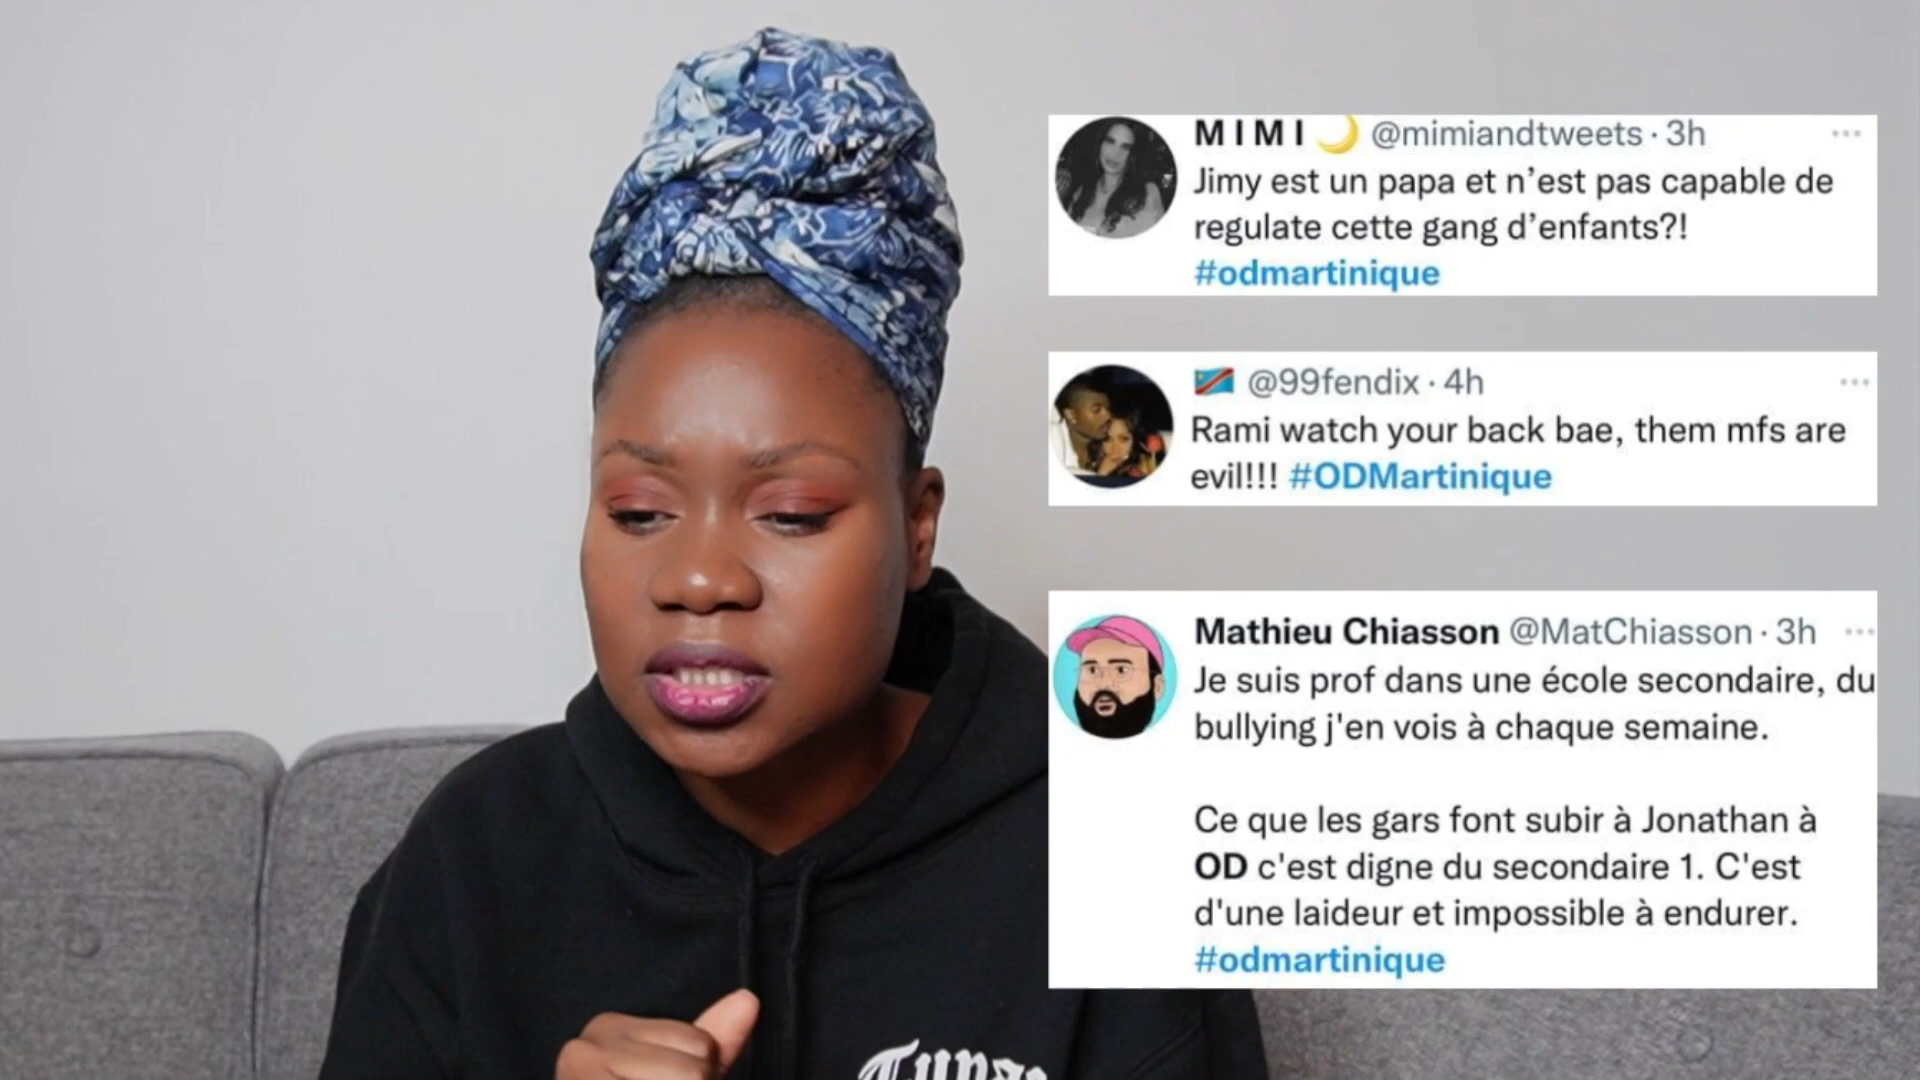 MIMI🌙 @mimiandtweets · 3h
Jimy est un papa et n’est pas capable de
regulate cette gang d’enfants?!
#odmartinique
🇨🇩 @99fendix · 4h
Rami watch your back bae, them mfs are
evil!!! #ODMartinique
Mathieu Chiasson @MatChiasson · 3h
Je suis prof dans une école secondaire, du
bullying j'en vois à chaque semaine.
Ce que les gars font subir à Jonathan à
OD c'est digne du secondaire 1. C'est
d'une laideur et impossible à endurer.
#odmartinique